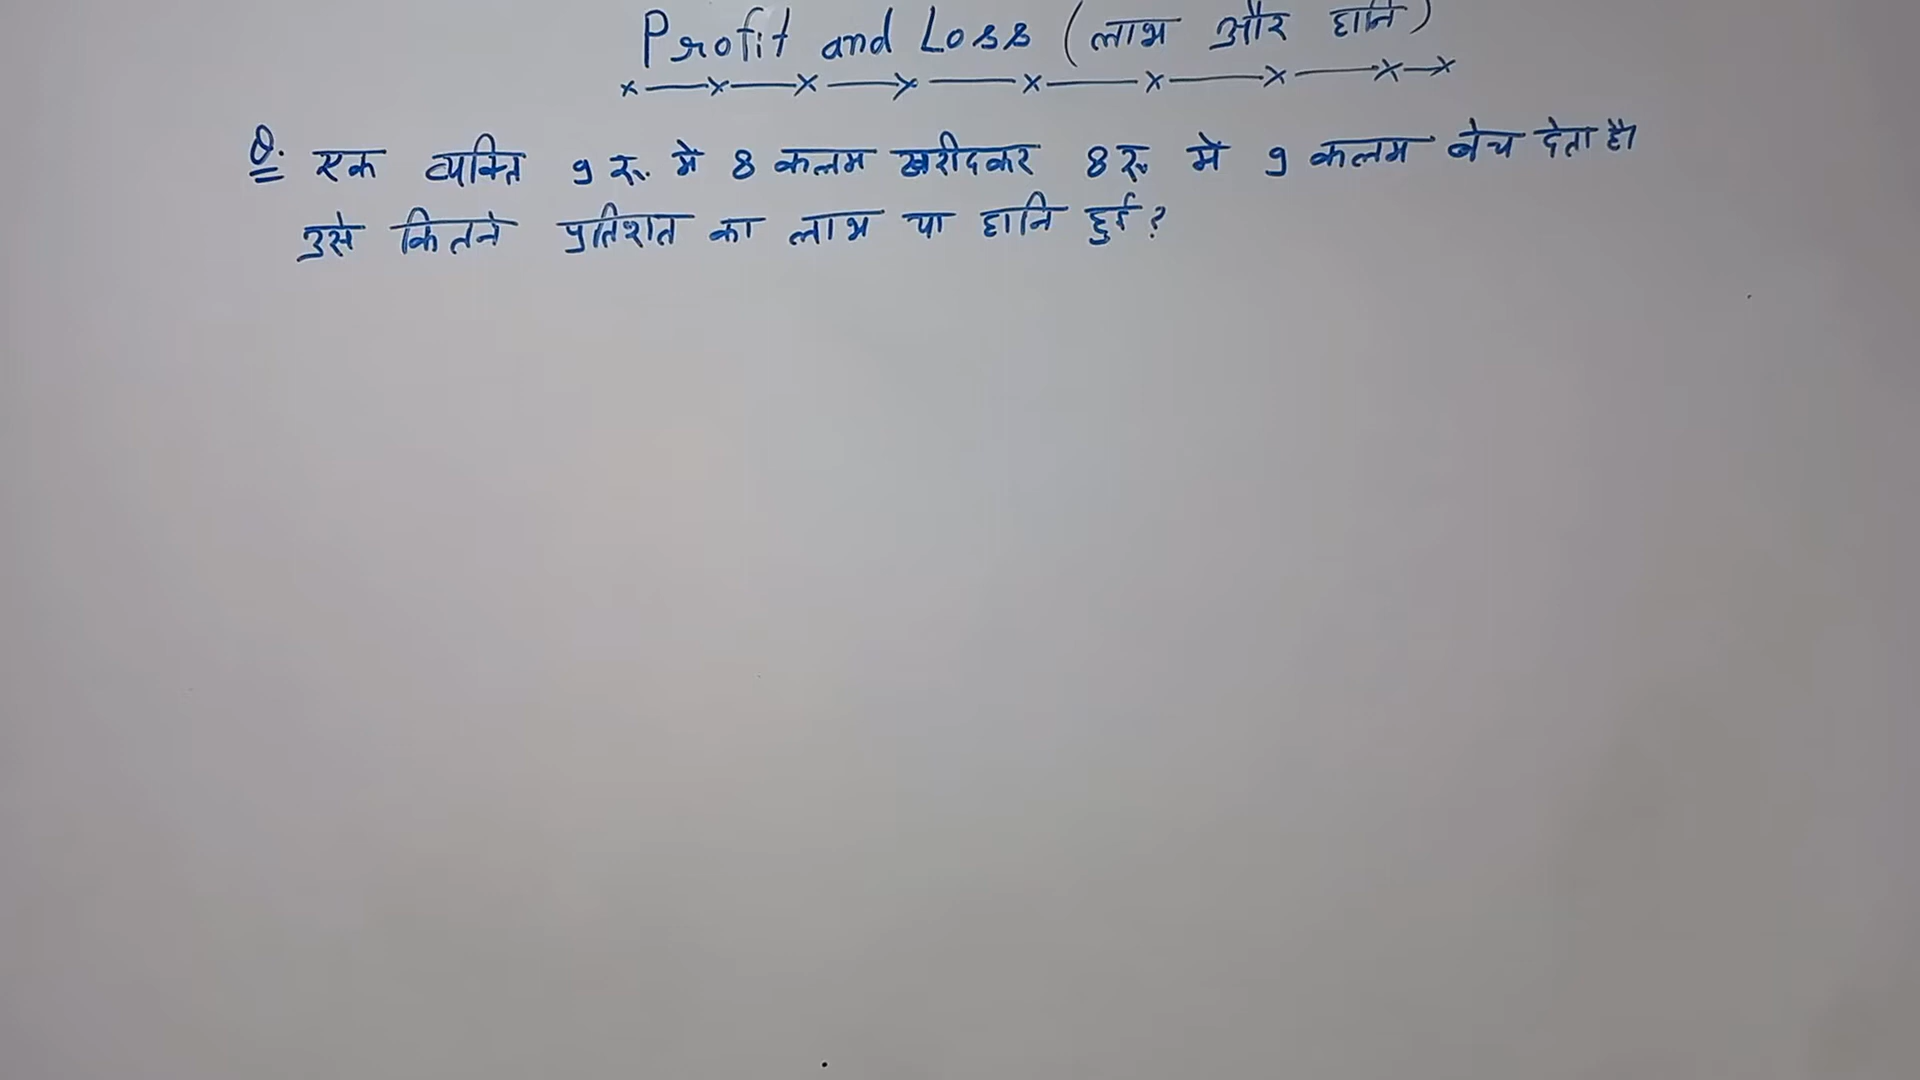 Profit and Loss (लाभ और हानि)
Q. एक व्यक्ति 9 रु. में 8 कलम खरीदकर 8 रु. में 9 कलम बेच देता है।
उसे कितने प्रतिशत का लाभ या हानि हुई?